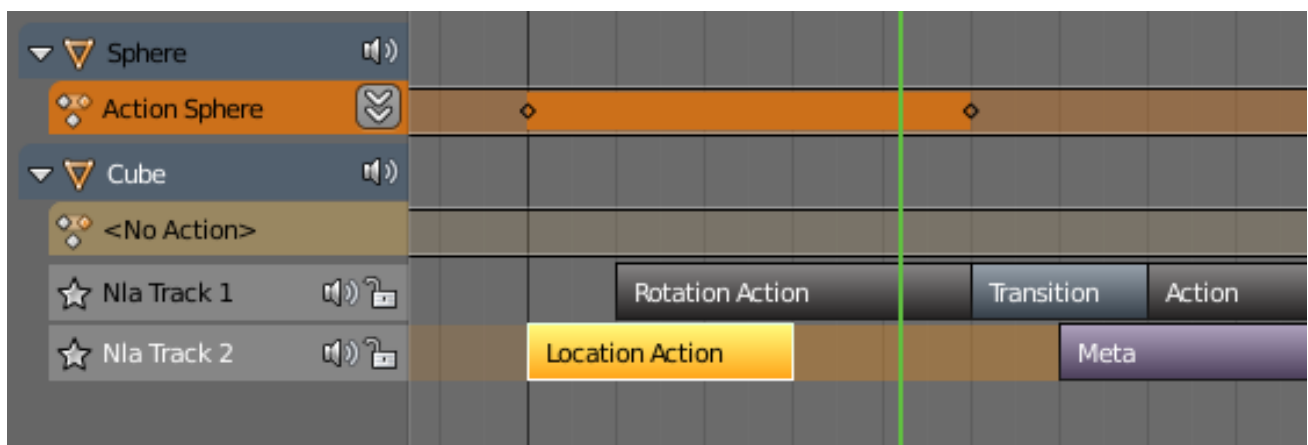 Sphere
Action Sphere
Cube
<No Action>
Nla Track 1 Rotation Action Transition Action
Nla Track 2 Location Action Meta